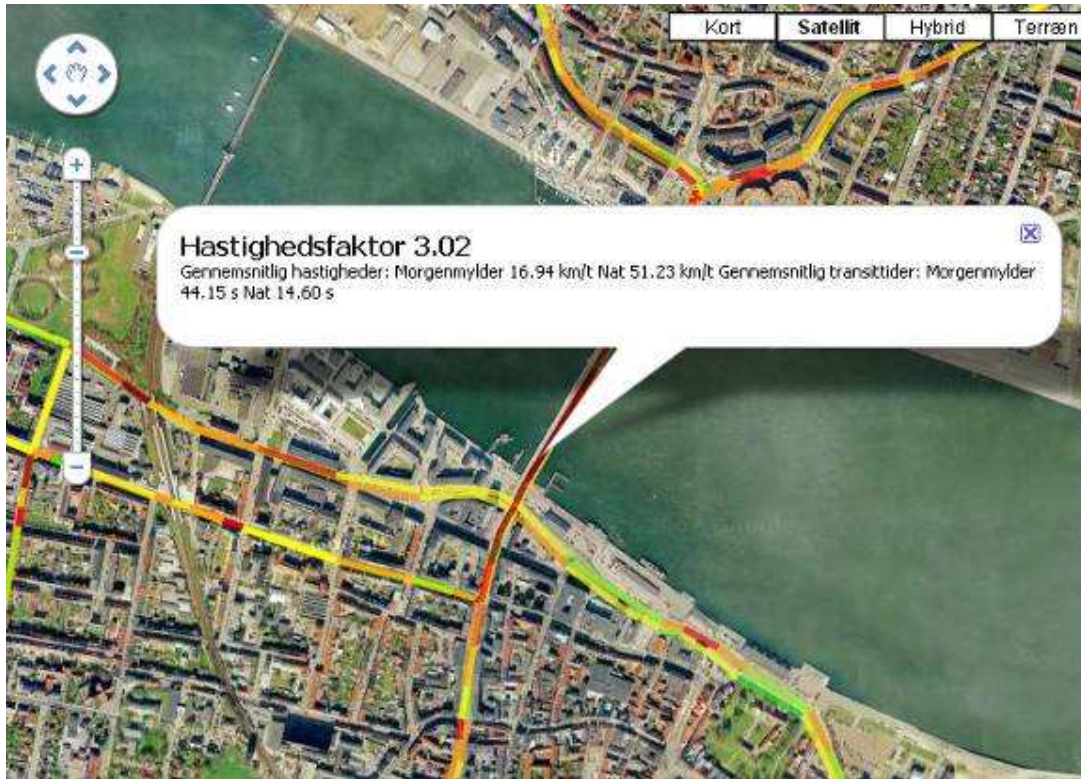 Kort Satellit Hybrid Terræn
Hastighedsfaktor 3.02
Gennemsnitlig hastigheder: Morgenmylder 16.94 km/t Nat 51.23 km/t Gennemsnitlig transittider: Morgenmylder
44.15 s Nat 14.60 s